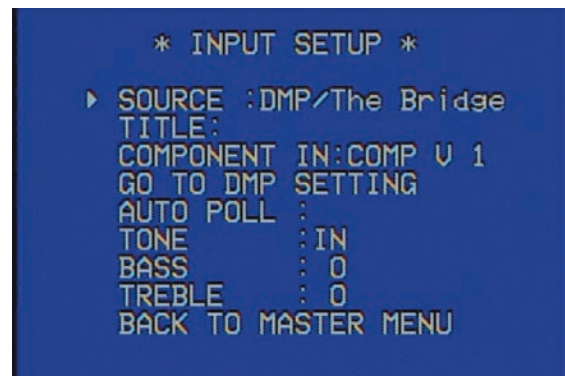 * INPUT SETUP *
SOURCE :DMP/The Bridge
TITLE:
COMPONENT IN:COMP V 1
GO TO DMP SETTING
AUTO POLL :
TONE :IN
BASS : 0
TREBLE : 0
BACK TO MASTER MENU